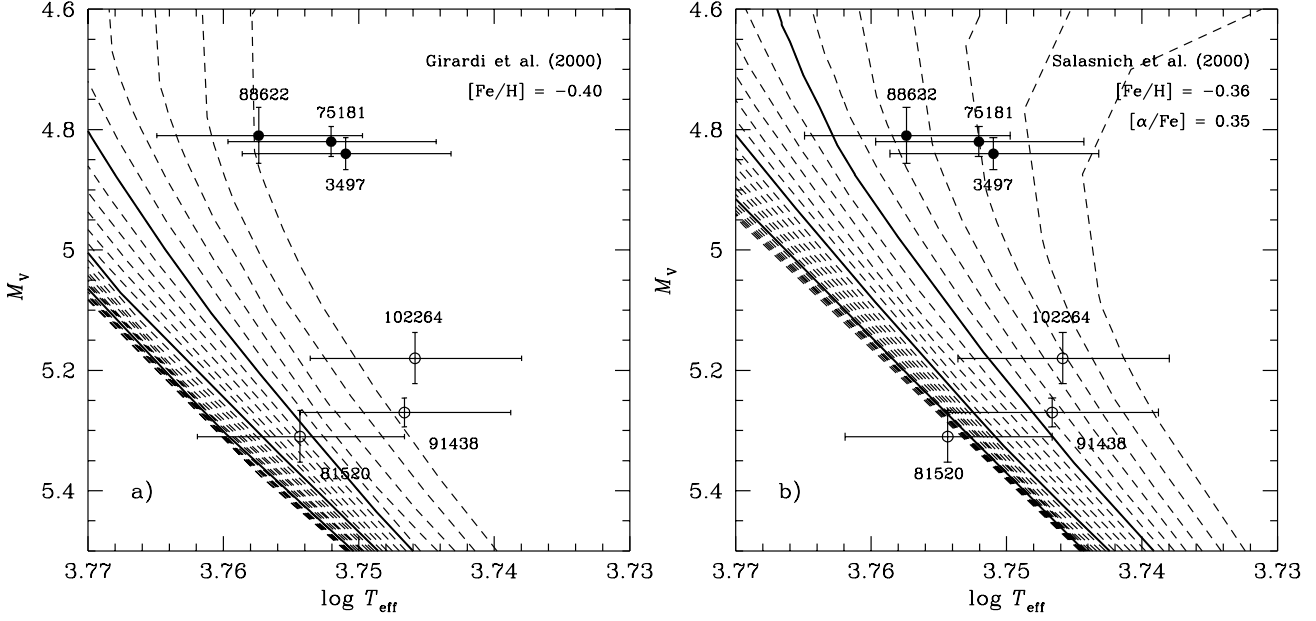 4.6
4.8
5
5.2
5.4
M_V
Girardi et al. (2000)
[Fe/H] = −0.40
88622
75181
3497
102264
91438
81520
a)
3.77
3.76
3.75
3.74
3.73
log T_eff
4.6
4.8
5
5.2
5.4
M_V
Salasnich et al. (2000)
[Fe/H] = −0.36
[α/Fe] = 0.35
88622
75181
3497
102264
91438
81520
b)
3.77
3.76
3.75
3.74
3.73
log T_eff